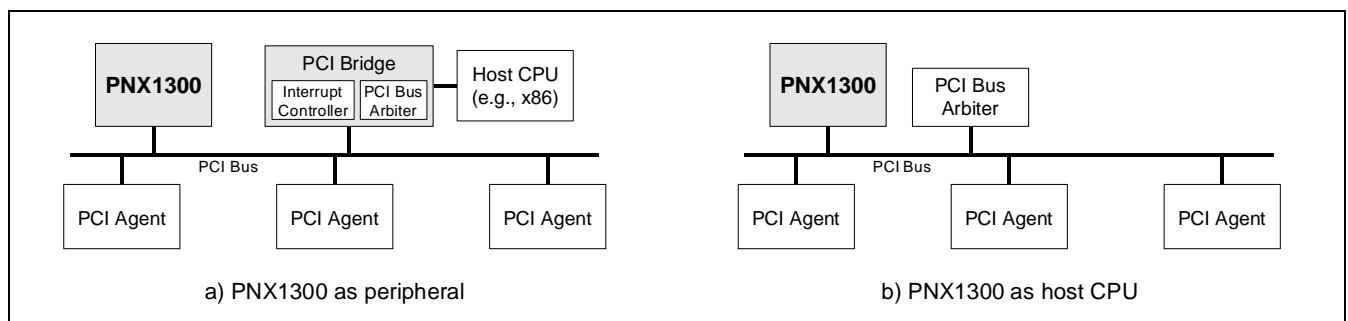 PNX1300
PCI Bridge
Interrupt
Controller
PCI Bus
Arbiter
Host CPU
(e.g., x86)
PCI Bus
PCI Agent
PCI Agent
PCI Agent
a) PNX1300 as peripheral
PNX1300
PCI Bus
Arbiter
PCI Bus
PCI Agent
PCI Agent
PCI Agent
b) PNX1300 as host CPU